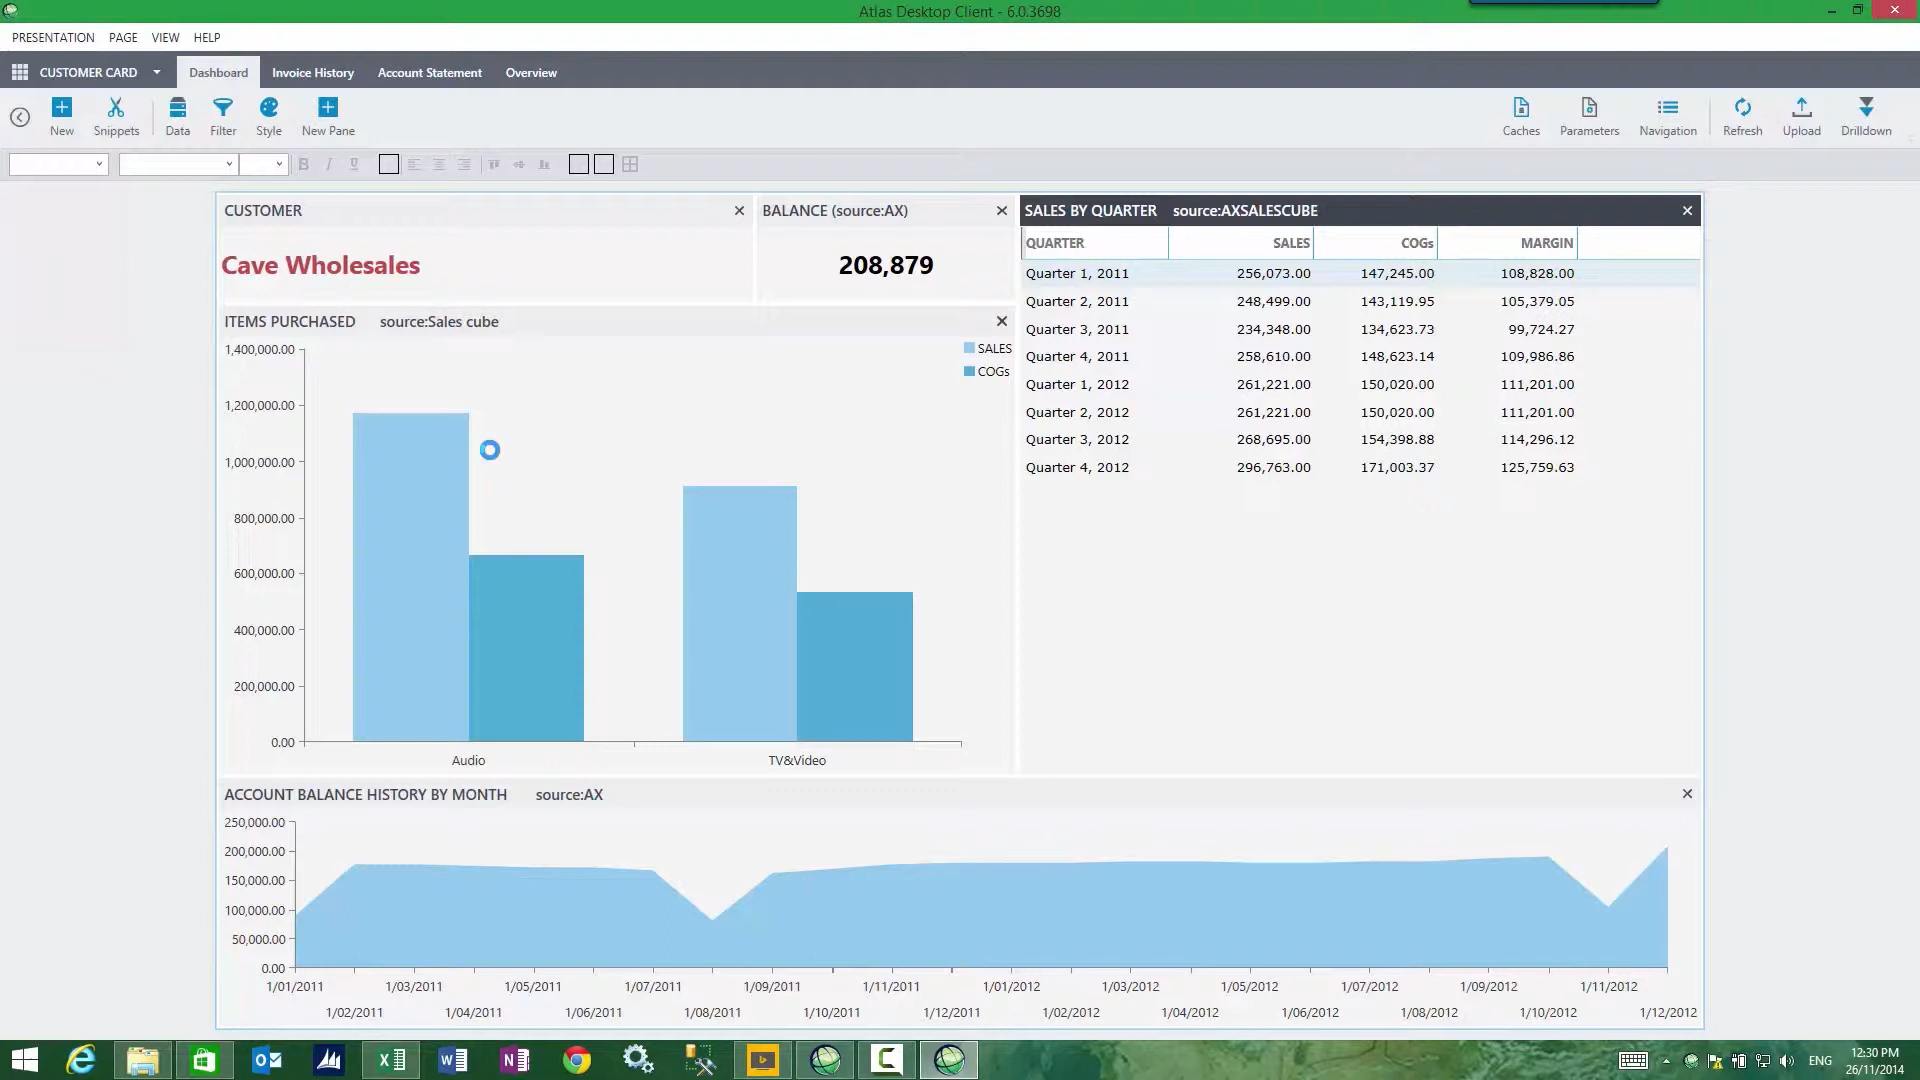 Atlas Desktop Client - 6.0.3698
PRESENTATION PAGE VIEW HELP
CUSTOMER CARD Dashboard Invoice History Account Statement Overview
New Snippets Data Filter Style New Pane Caches Parameters Navigation Refresh Upload Drilldown
B I U
CUSTOMER
Cave Wholesales
BALANCE (source:AX)
208,879
SALES BY QUARTER source:AXSALESCUBE
QUARTER SALES COGs MARGIN
Quarter 1, 2011 256,073.00 147,245.00 108,828.00
Quarter 2, 2011 248,499.00 143,119.95 105,379.05
Quarter 3, 2011 234,348.00 134,623.73 99,724.27
Quarter 4, 2011 258,610.00 148,623.14 109,986.86
Quarter 1, 2012 261,221.00 150,020.00 111,201.00
Quarter 2, 2012 261,221.00 150,020.00 111,201.00
Quarter 3, 2012 268,695.00 154,398.88 114,296.12
Quarter 4, 2012 296,763.00 171,003.37 125,759.63
ITEMS PURCHASED source:Sales cube
SALES
COGs
1,400,000.00
1,200,000.00
1,000,000.00
800,000.00
600,000.00
400,000.00
200,000.00
0.00
Audio TV&Video
ACCOUNT BALANCE HISTORY BY MONTH source:AX
250,000.00
200,000.00
150,000.00
100,000.00
50,000.00
0.00
1/01/2011 1/03/2011 1/05/2011 1/07/2011 1/09/2011 1/11/2011 1/01/2012 1/03/2012 1/05/2012 1/07/2012 1/09/2012 1/11/2012
1/02/2011 1/04/2011 1/06/2011 1/08/2011 1/10/2011 1/12/2011 1/02/2012 1/04/2012 1/06/2012 1/08/2012 1/10/2012 1/12/2012
ENG 12:30 PM
26/11/2014